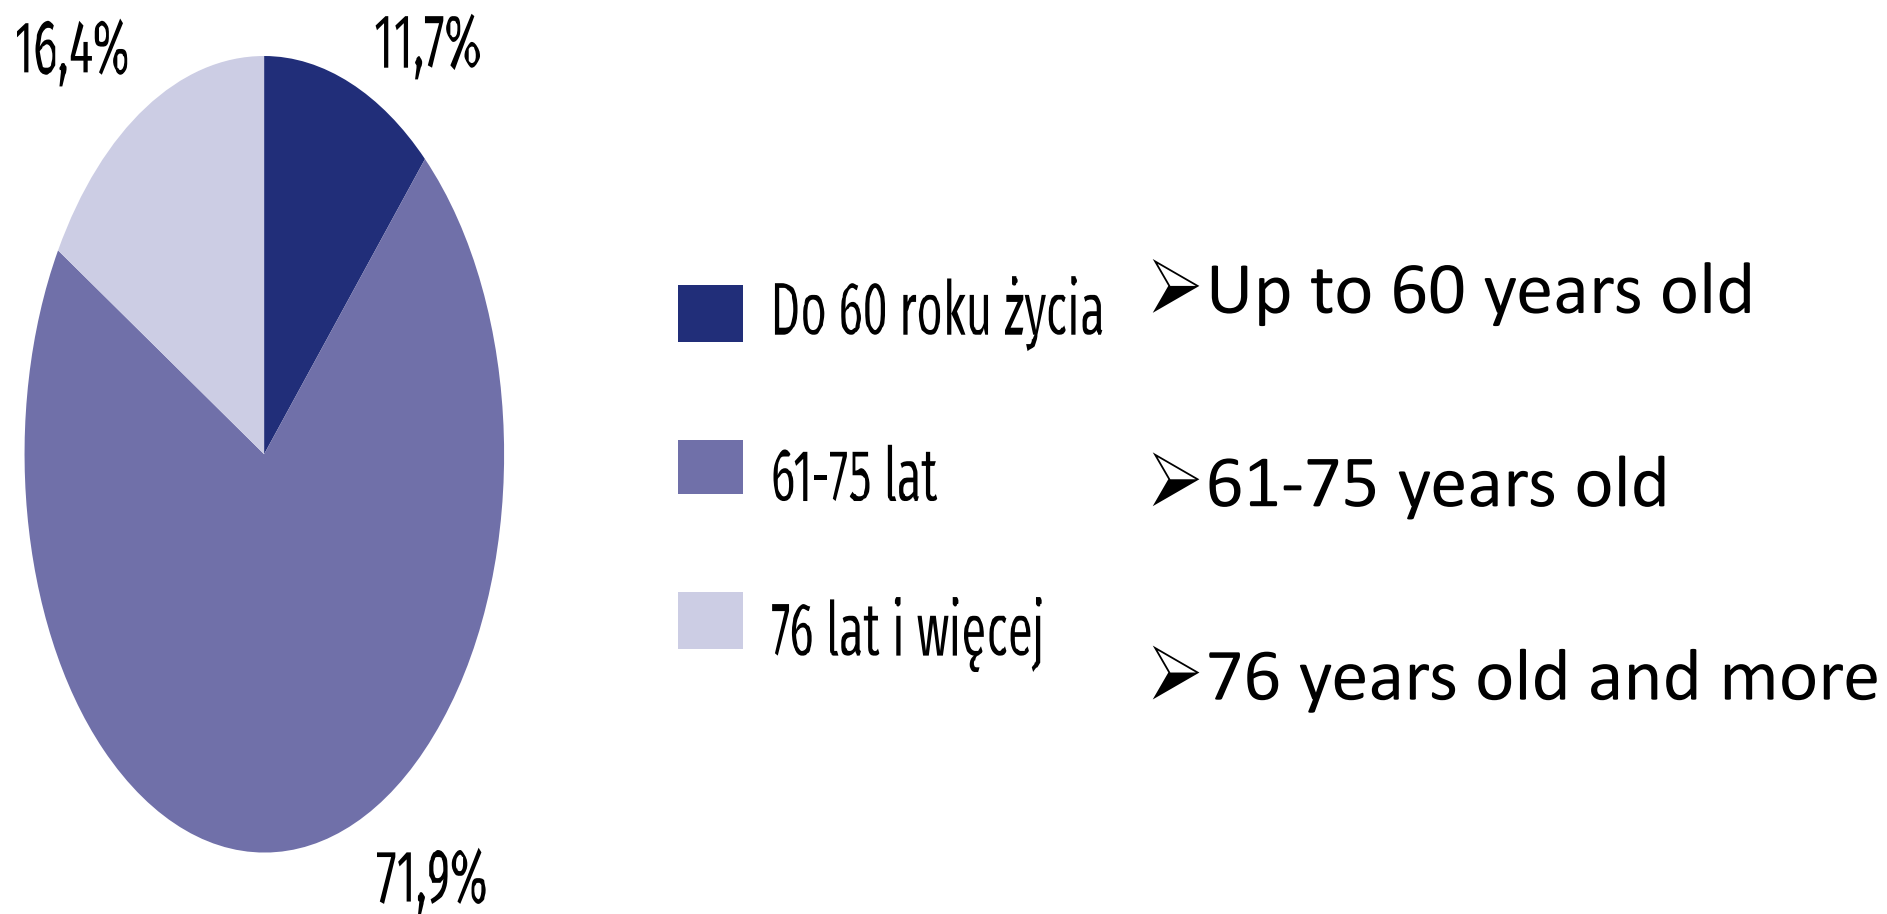 16,4%
11,7%
Do 60 roku życia
61-75 lat
76 lat i więcej
➢Up to 60 years old
➢61-75 years old
➢76 years old and more
71,9%